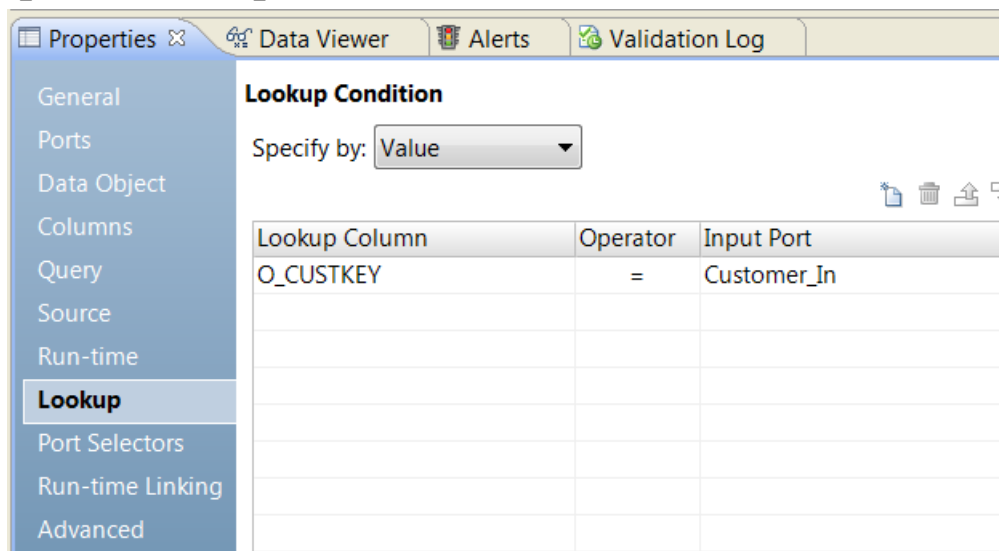 Properties Data Viewer Alerts Validation Log
General
Ports
Data Object
Columns
Query
Source
Run-time
Lookup
Port Selectors
Run-time Linking
Advanced
Lookup Condition
Specify by: Value
Lookup Column Operator Input Port
O_CUSTKEY = Customer_In